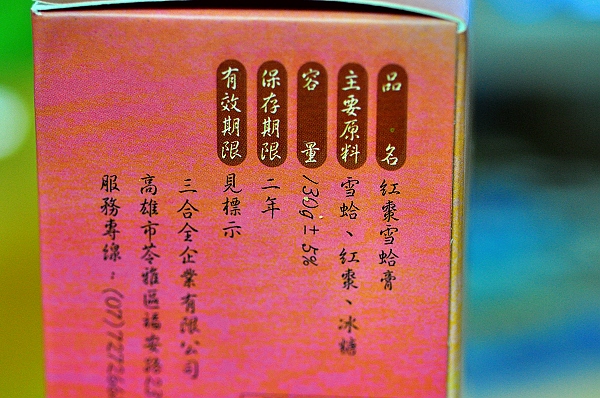 品名 紅棗雪蛤膏
主要原料 雪蛤、紅棗、冰糖
容量 130g±5%
保存期限 二年
有效期限 見標示
三合全企業有限公司
高雄市苓雅區福安路
服務專線:(07)7272